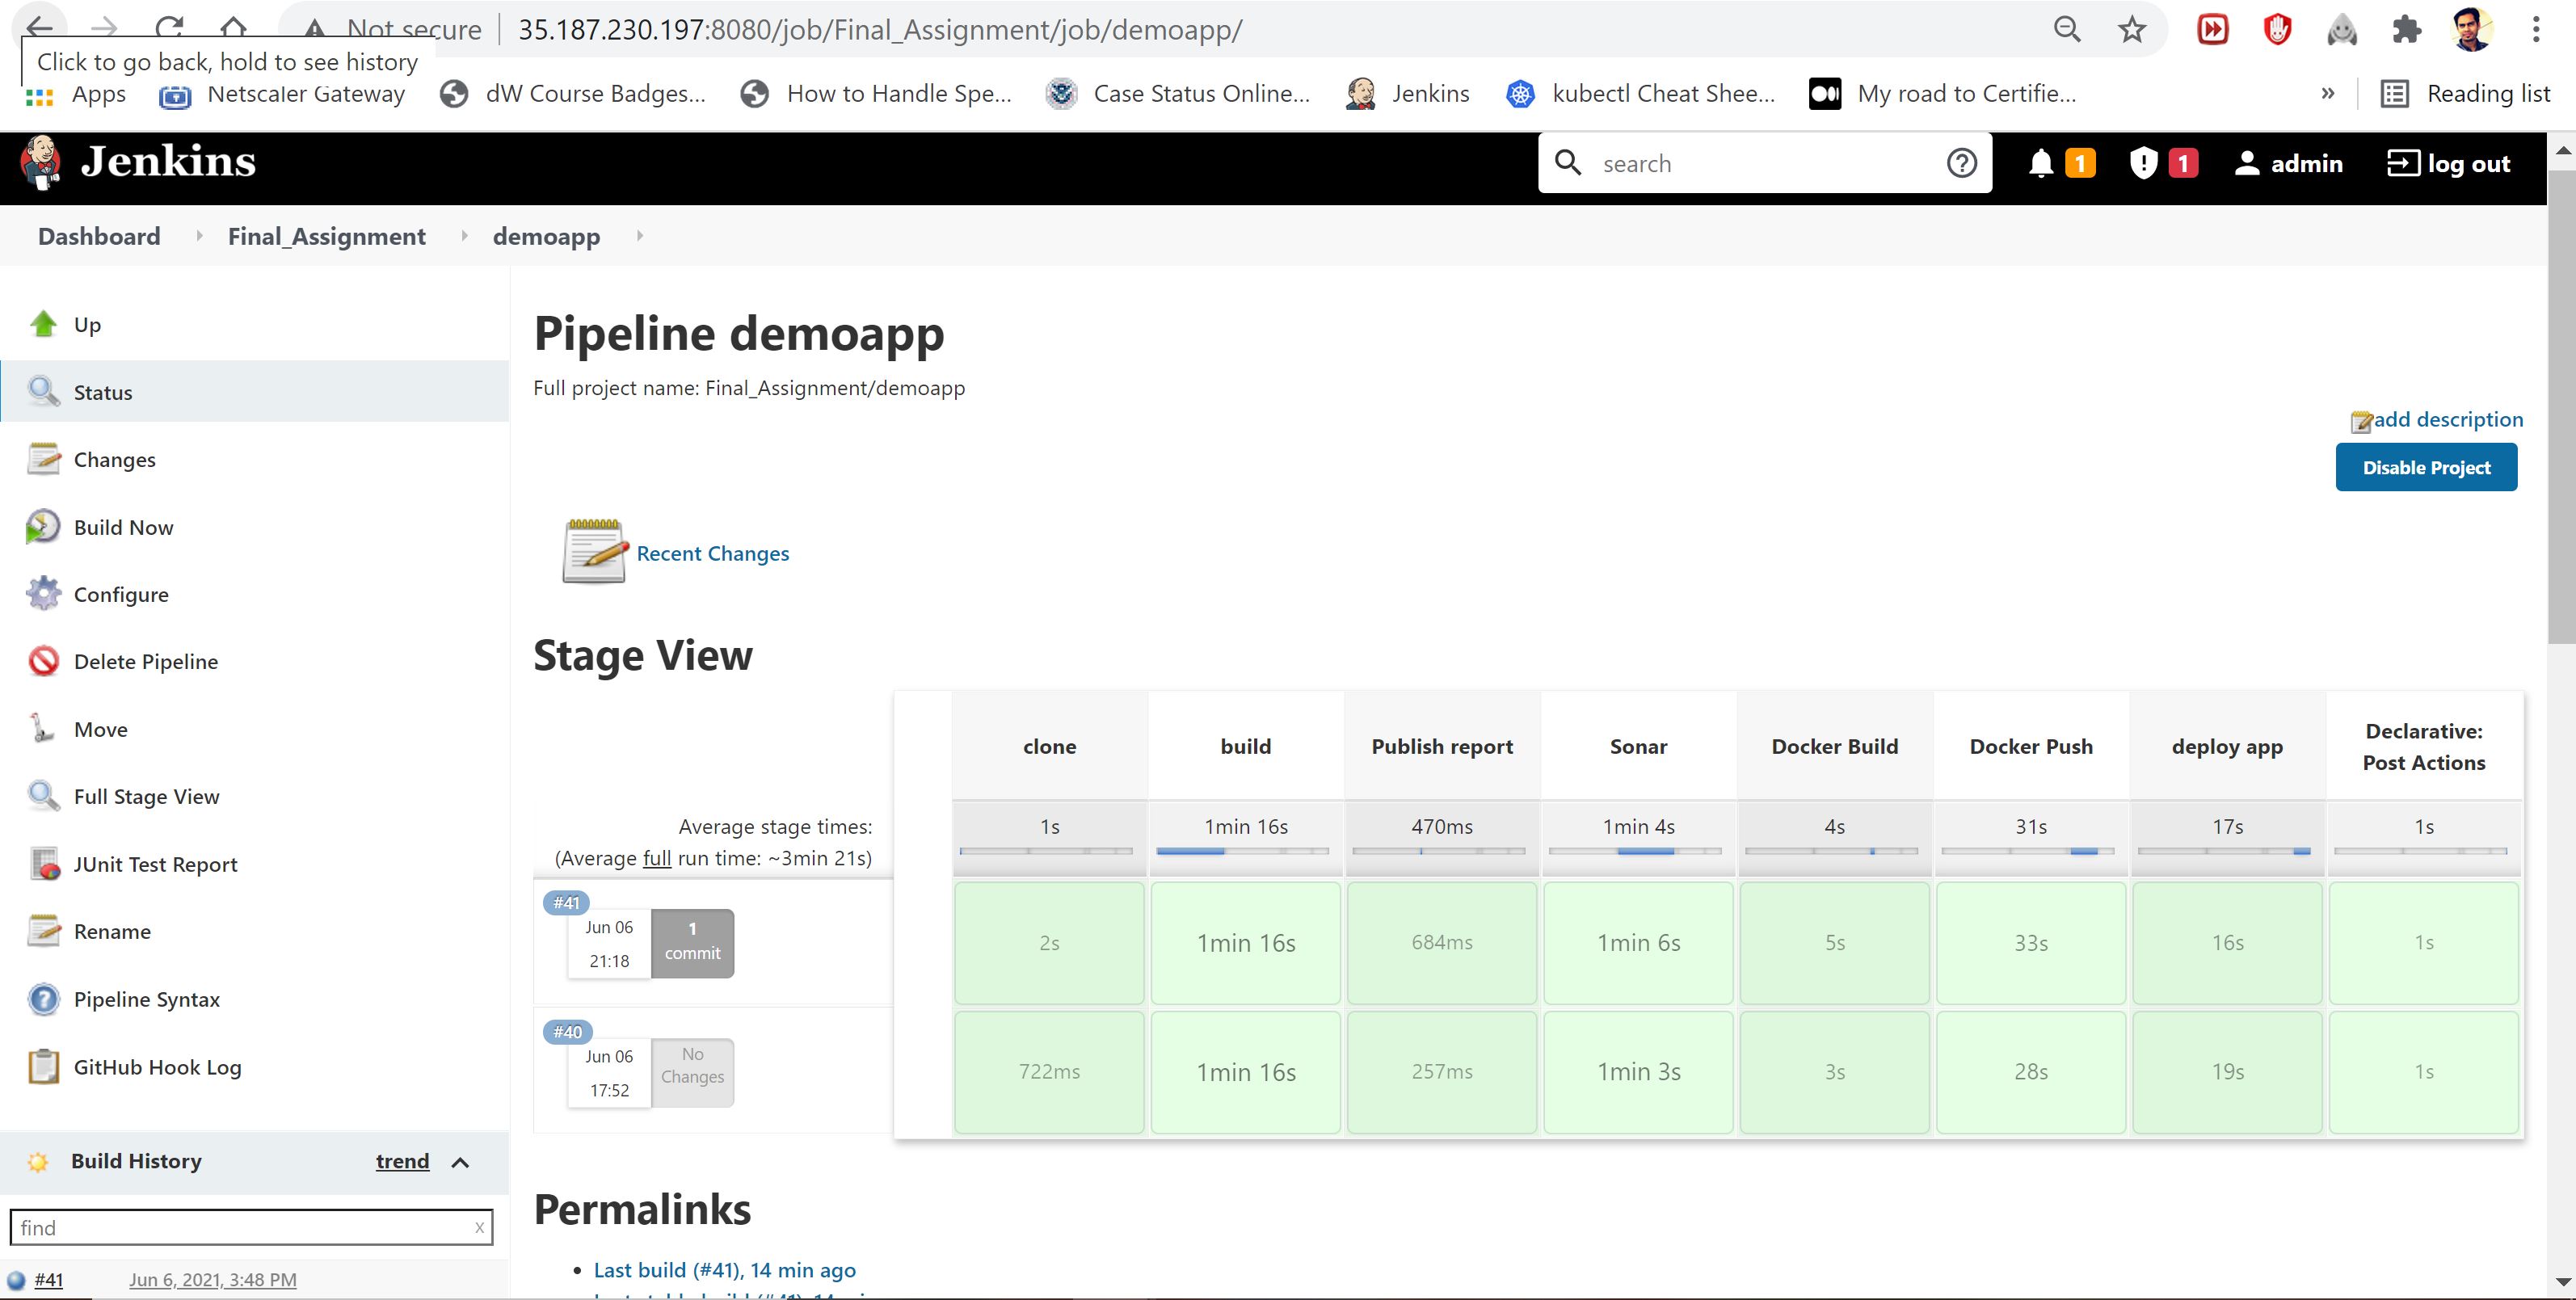 Not secure 35.187.230.197:8080/job/Final_Assignment/job/demoapp/
Click to go back, hold to see history
Apps Netscaler Gateway dW Course Badges... How to Handle Spe... Case Status Online... Jenkins kubectl Cheat Shee... My road to Certifie... » Reading list
Jenkins search 1 1 admin log out
Dashboard Final_Assignment demoapp
Up
Status
Changes
Build Now
Configure
Delete Pipeline
Move
Full Stage View
JUnit Test Report
Rename
Pipeline Syntax
GitHub Hook Log
Build History trend
find x
#41 Jun 6, 2021, 3:48 PM
Pipeline demoapp
Full project name: Final_Assignment/demoapp
add description
Disable Project
Recent Changes
Stage View
clone build Publish report Sonar Docker Build Docker Push deploy app Declarative: Post Actions
Average stage times:
(Average full run time: ~3min 21s)
1s 1min 16s 470ms 1min 4s 4s 31s 17s 1s
#41
Jun 06
21:18
1
commit
2s 1min 16s 684ms 1min 6s 5s 33s 16s 1s
#40
Jun 06
17:52
No
Changes
722ms 1min 16s 257ms 1min 3s 3s 28s 19s 1s
Permalinks
Last build (#41), 14 min ago